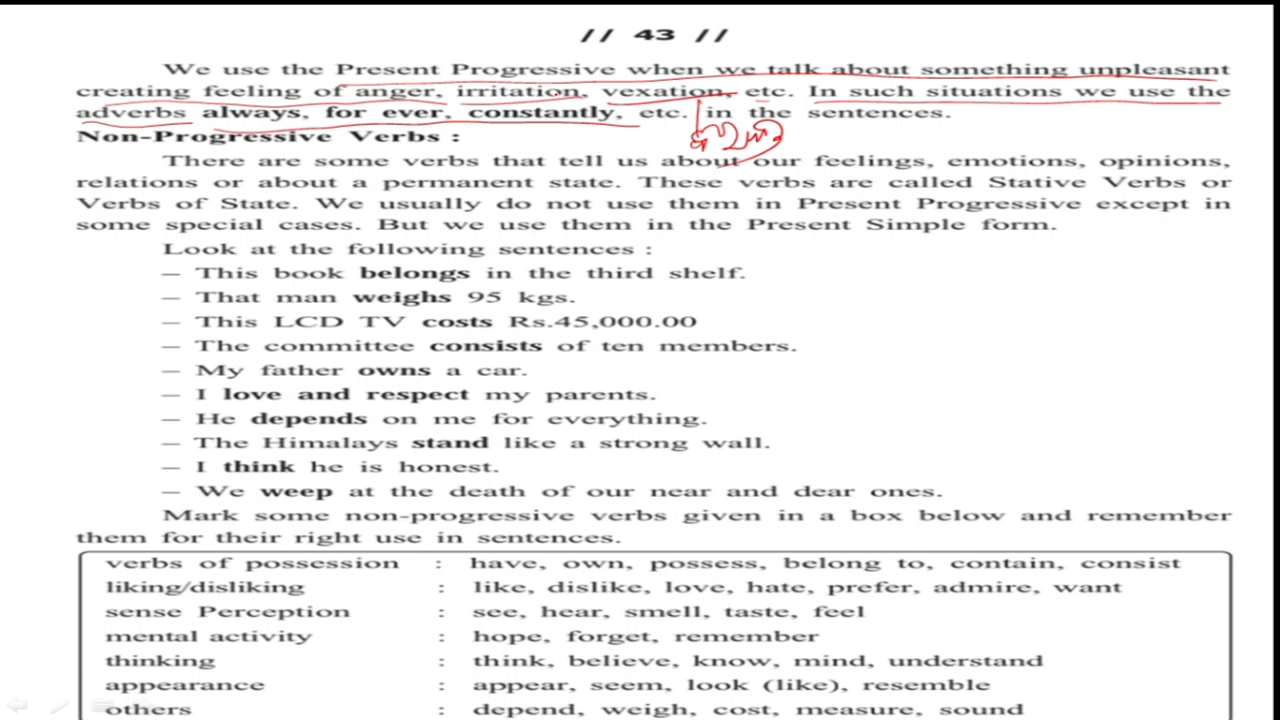 // 43 //
We use the Present Progressive when we talk about something unpleasant
creating feeling of anger, irritation, vexation, etc. In such situations we use the
adverbs always, for ever, constantly, etc. in the sentences.
Non-Progressive Verbs :
There are some verbs that tell us about our feelings, emotions, opinions,
relations or about a permanent state. These verbs are called Stative Verbs or
Verbs of State. We usually do not use them in Present Progressive except in
some special cases. But we use them in the Present Simple form.
Look at the following sentences :
– This book belongs in the third shelf.
– That man weighs 95 kgs.
– This LCD TV costs Rs.45,000.00
– The committee consists of ten members.
– My father owns a car.
– I love and respect my parents.
– He depends on me for everything.
– The Himalays stand like a strong wall.
– I think he is honest.
– We weep at the death of our near and dear ones.
Mark some non-progressive verbs given in a box below and remember
them for their right use in sentences.
verbs of possession : have, own, possess, belong to, contain, consist
liking/disliking : like, dislike, love, hate, prefer, admire, want
sense Perception : see, hear, smell, taste, feel
mental activity : hope, forget, remember
thinking : think, believe, know, mind, understand
appearance : appear, seem, look (like), resemble
others : depend, weigh, cost, measure, sound